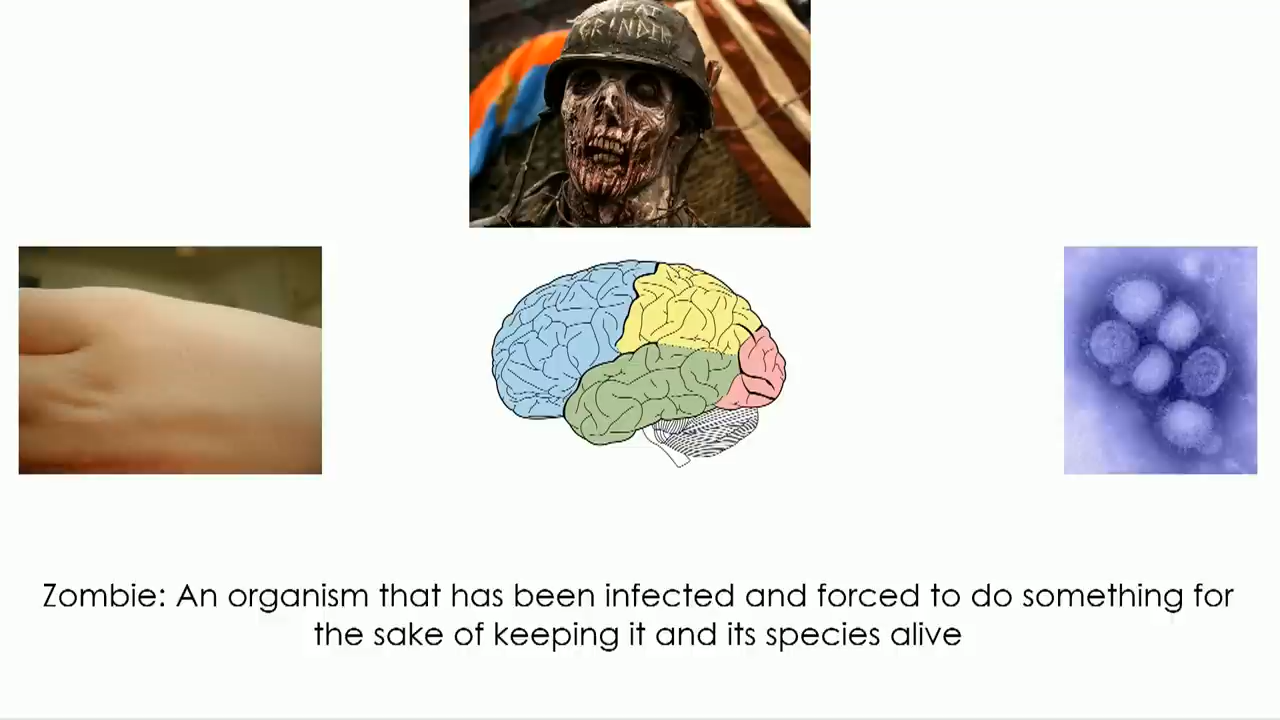 MEAT
GRINDER
Zombie: An organism that has been infected and forced to do something for
the sake of keeping it and its species alive